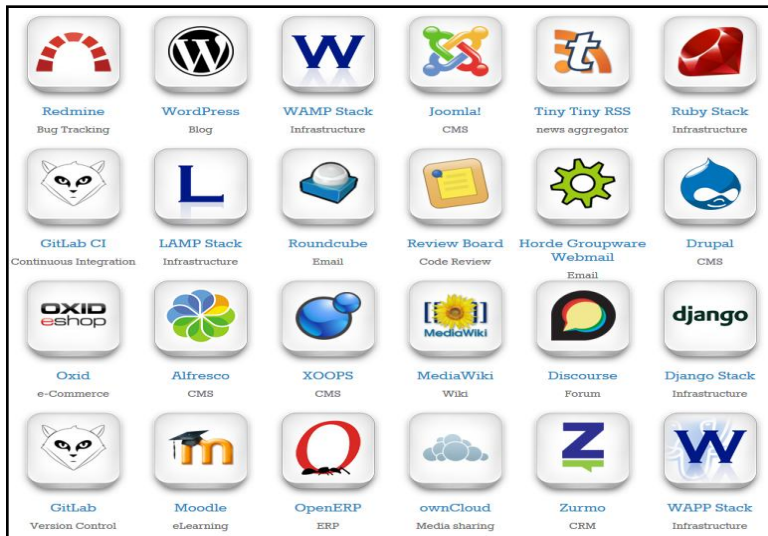 W
t
Redmine WordPress WAMP Stack Joomla! Tiny Tiny RSS Ruby Stack
Bug Tracking Blog Infrastructure CMS news aggregator Infrastructure
L
GitLab CI LAMP Stack Roundcube Review Board Horde Groupware Drupal
Webmail
Continuous Integration Infrastructure Email Code Review CMS
Email
OXID
eshop
[[MediaWiki]]
django
Oxid Alfresco XOOPS MediaWiki Discourse Django Stack
e-Commerce CMS CMS Wiki Forum Infrastructure
m
O
Z
W
GitLab Moodle OpenERP ownCloud Zurmo WAPP Stack
Version Control eLearning ERP Media sharing CRM Infrastructure